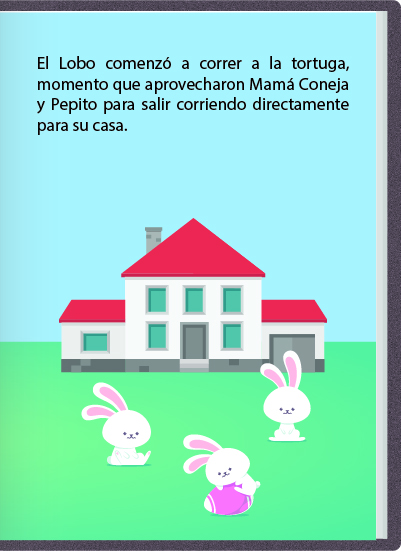 El Lobo comenzó a correr a la tortuga,
momento que aprovecharon Mamá Coneja
y Pepito para salir corriendo directamente
para su casa.